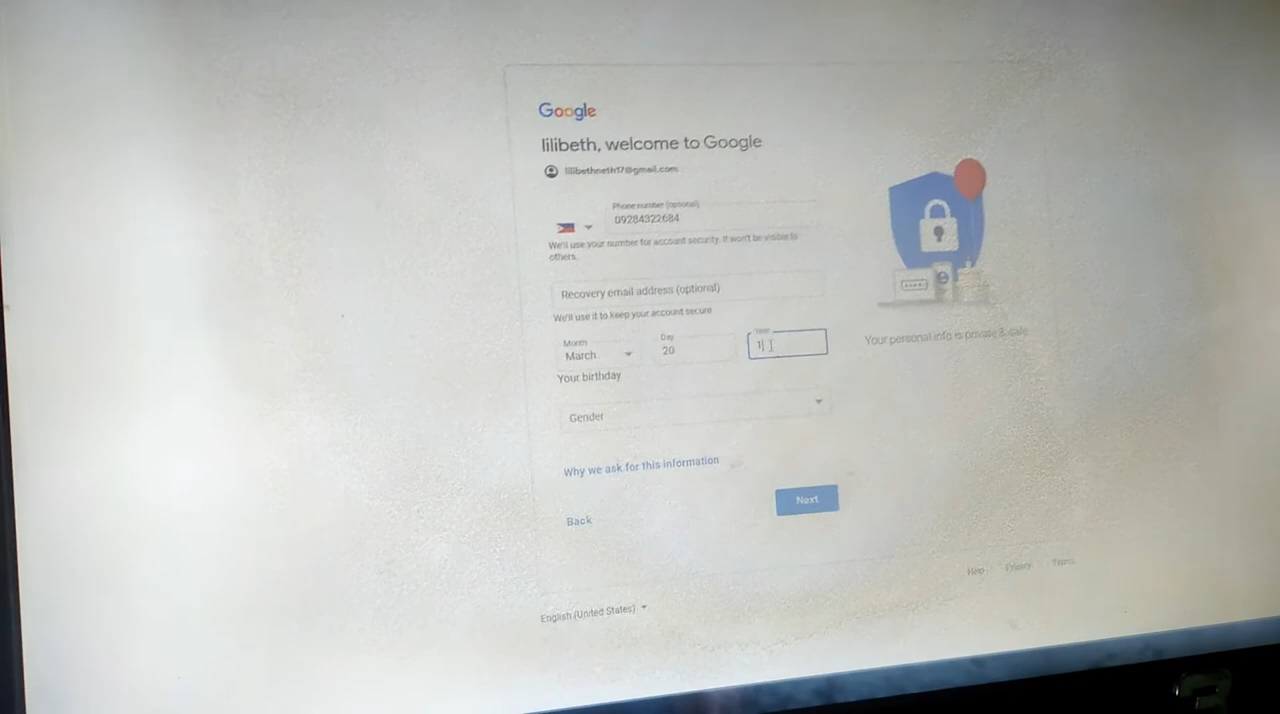 Google
lilibeth, welcome to Google
lilibethneth17@gmail.com
Phone number (optional)
09284322684
We'll use your number for account security. It won't be visible to
others.
Recovery email address (optional)
We'll use it to keep your account secure
Month Day Year
March 20 1
Your birthday
Gender
Your personal info is private & safe
Why we ask for this information
Next
Back
Help Privacy Terms
English (United States)